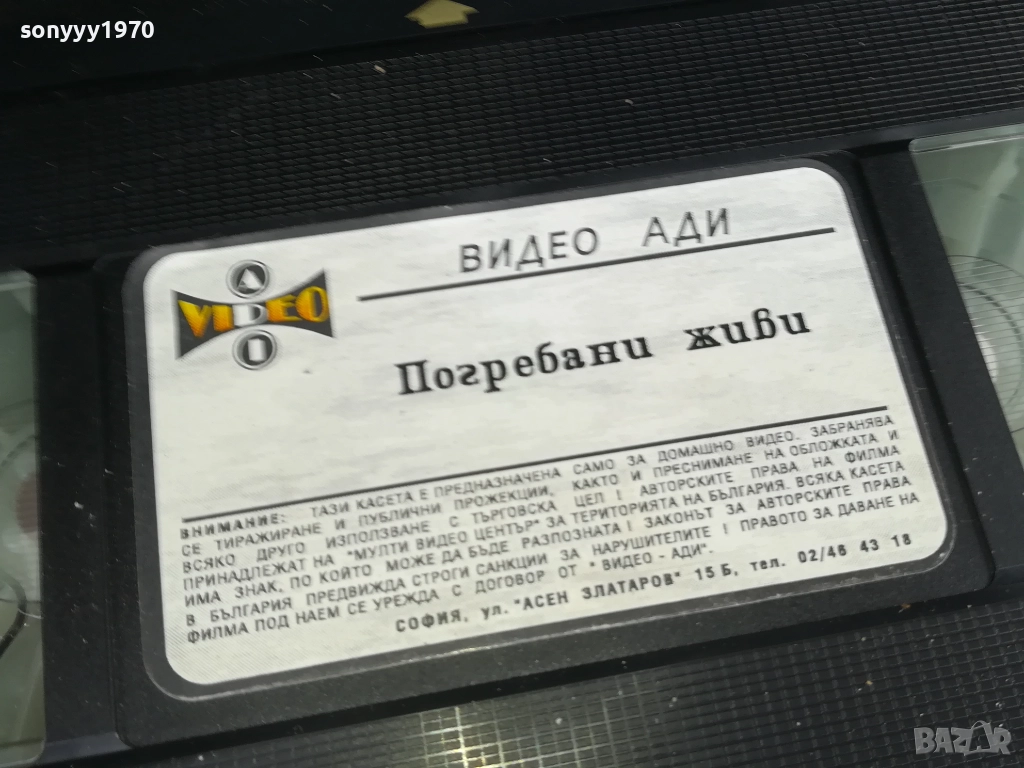 sonyyy1970
ВИДЕО АДИ
A
VIDEO
Погребани живи
ВНИМАНИЕ: ТАЗИ КАСЕТА Е ПРЕДНАЗНАЧЕНА САМО ЗА ДОМАШНО ВИДЕО. ЗАБРАНЯВА
СЕ ТИРАЖИРАНЕ И ПУБЛИЧНИ ПРОЖЕКЦИИ, КАКТО И ПРЕСНИМАНЕ НА ОБЛОЖКАТА И
ВСЯКО ДРУГО ИЗПОЛЗВАНЕ С ТЪРГОВСКА ЦЕЛ ! АВТОРСКИТЕ ПРАВА НА ФИЛМА
ПРИНАДЛЕЖАТ НА "МУЛТИ ВИДЕО ЦЕНТЪР" ЗА ТЕРИТОРИЯТА НА БЪЛГАРИЯ. ВСЯКА КАСЕТА
ИМА ЗНАК, ПО КОЙТО МОЖЕ ДА БЪДЕ РАЗПОЗНАТА ! ЗАКОНЪТ ЗА АВТОРСКИТЕ ПРАВА
В БЪЛГАРИЯ ПРЕДВИЖДА СТРОГИ САНКЦИИ ЗА НАРУШИТЕЛИТЕ ! ПРАВОТО ЗА ДАВАНЕ НА
ФИЛМА ПОД НАЕМ СЕ УРЕЖДА С ДОГОВОР ОТ "ВИДЕО - АДИ".
СОФИЯ, ул. "АСЕН ЗЛАТАРОВ" 15 Б, тел. 02/46 43 18
BAZAR